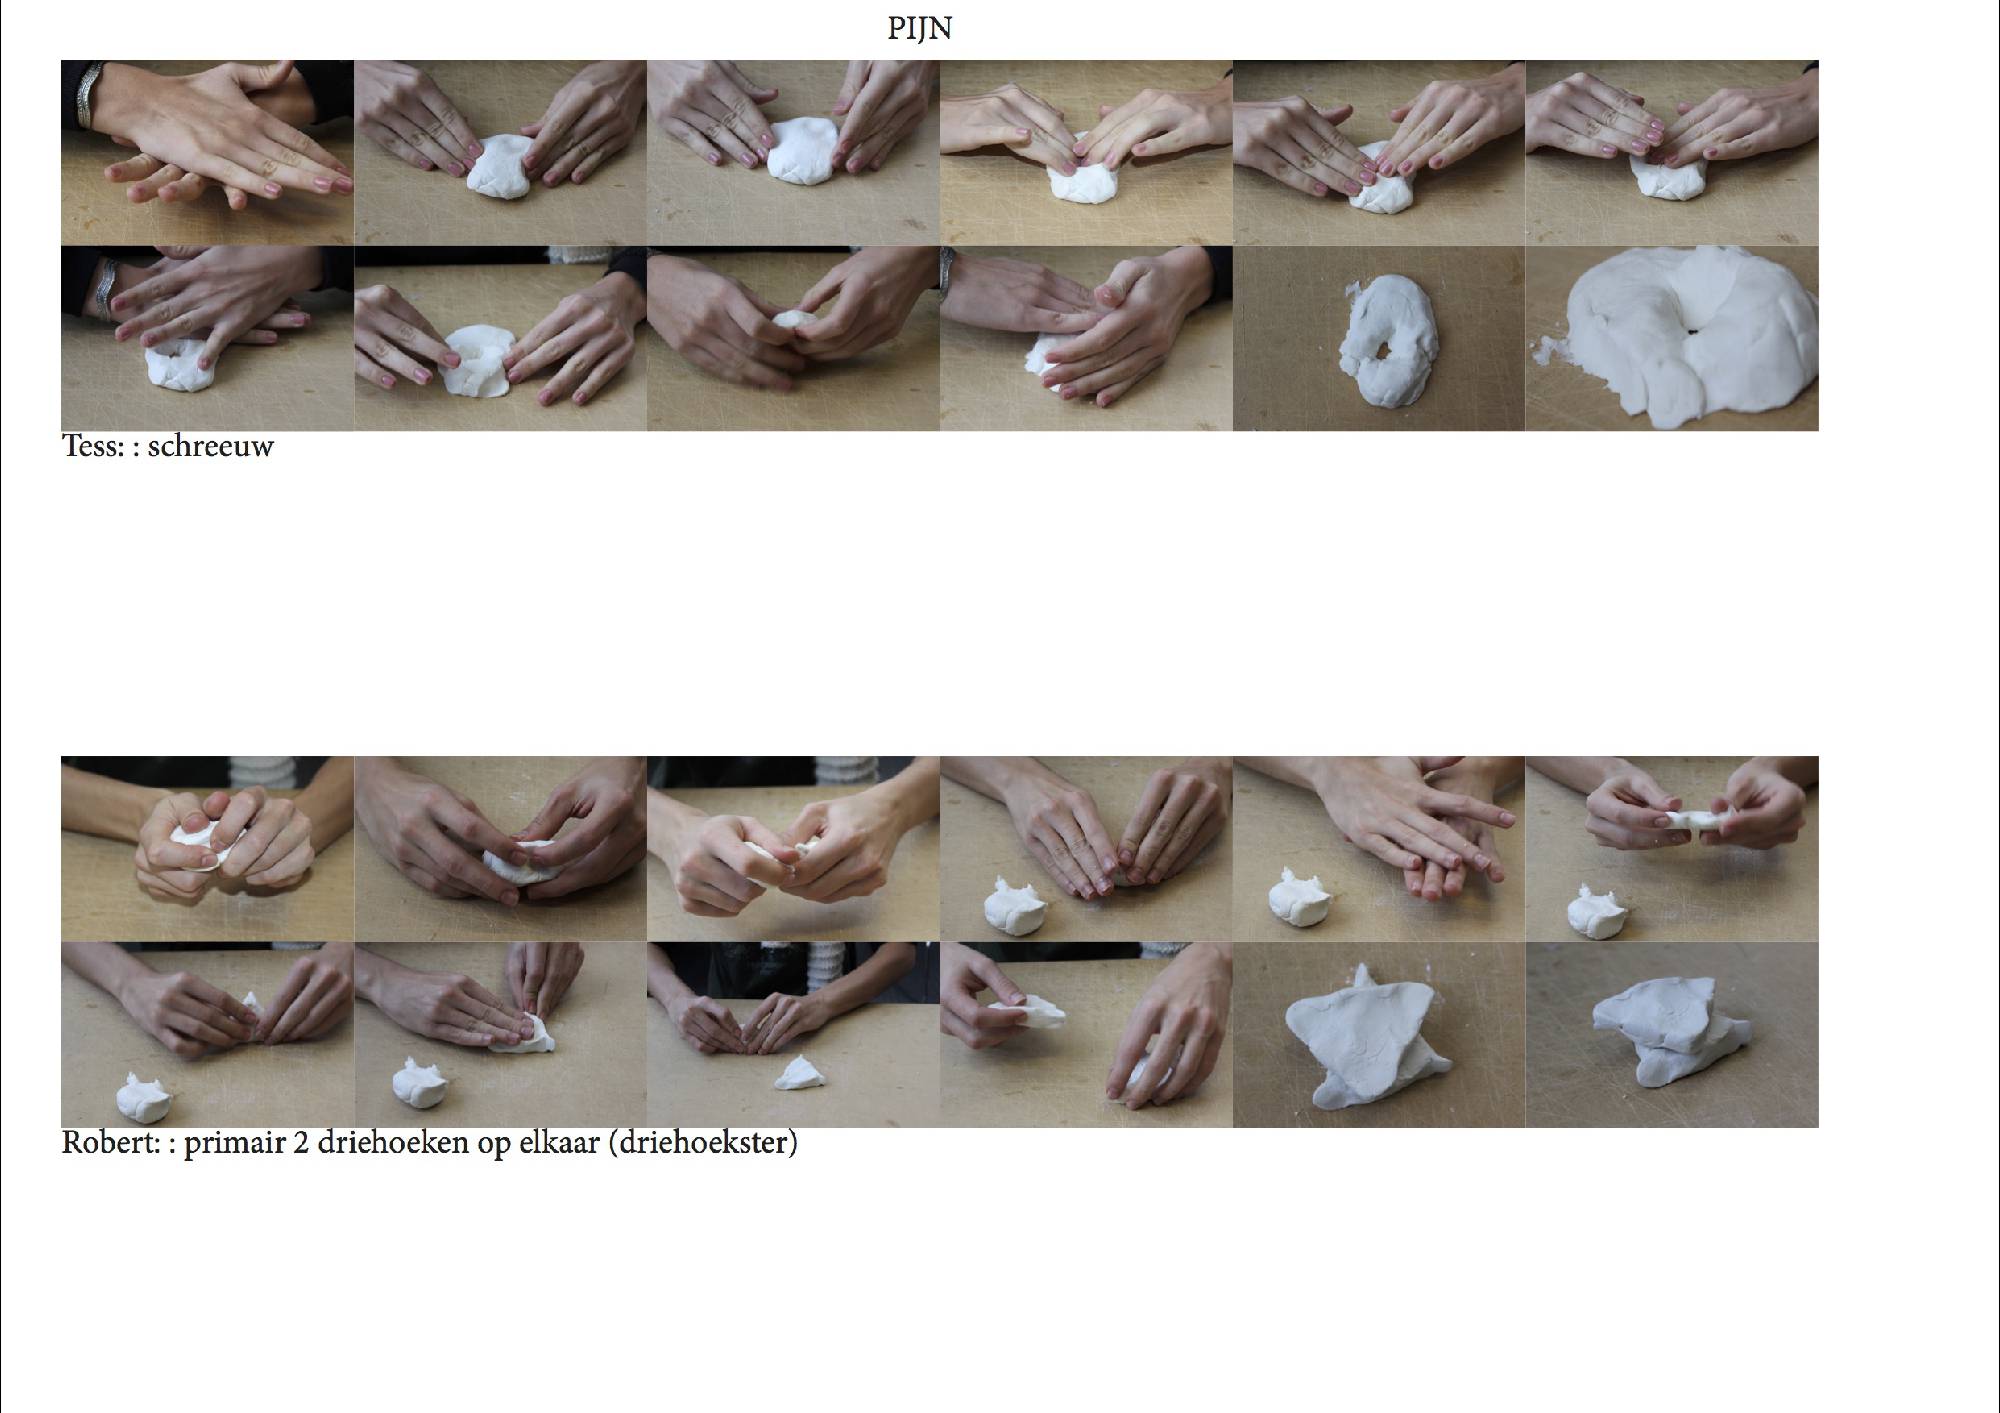 PIJN
Tess: : schreeuw
Robert: : primair 2 driehoeken op elkaar (driehoekster)